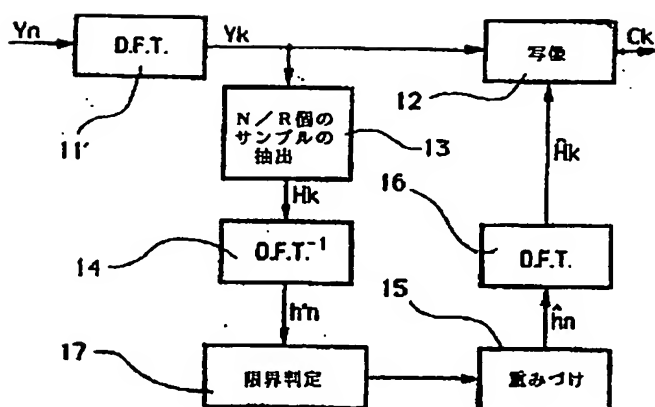 Yn
D.F.T.
Yk
写像
Ck
11'
12
N/R個の
サンプルの
抽出
13
Ĥk
Hk
16
14
D.F.T.⁻¹
D.F.T.
15
h'n
ĥn
17
限界判定
重みづけ